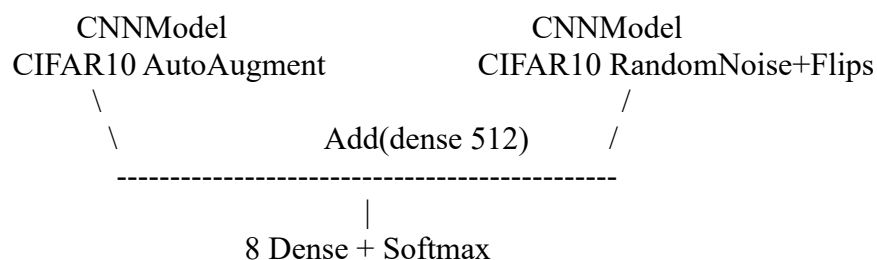 CNNModel CNNModel
CIFAR10 AutoAugment CIFAR10 RandomNoise+Flips
\ /
\ Add(dense 512) /
-----------------------------------------------
|
8 Dense + Softmax